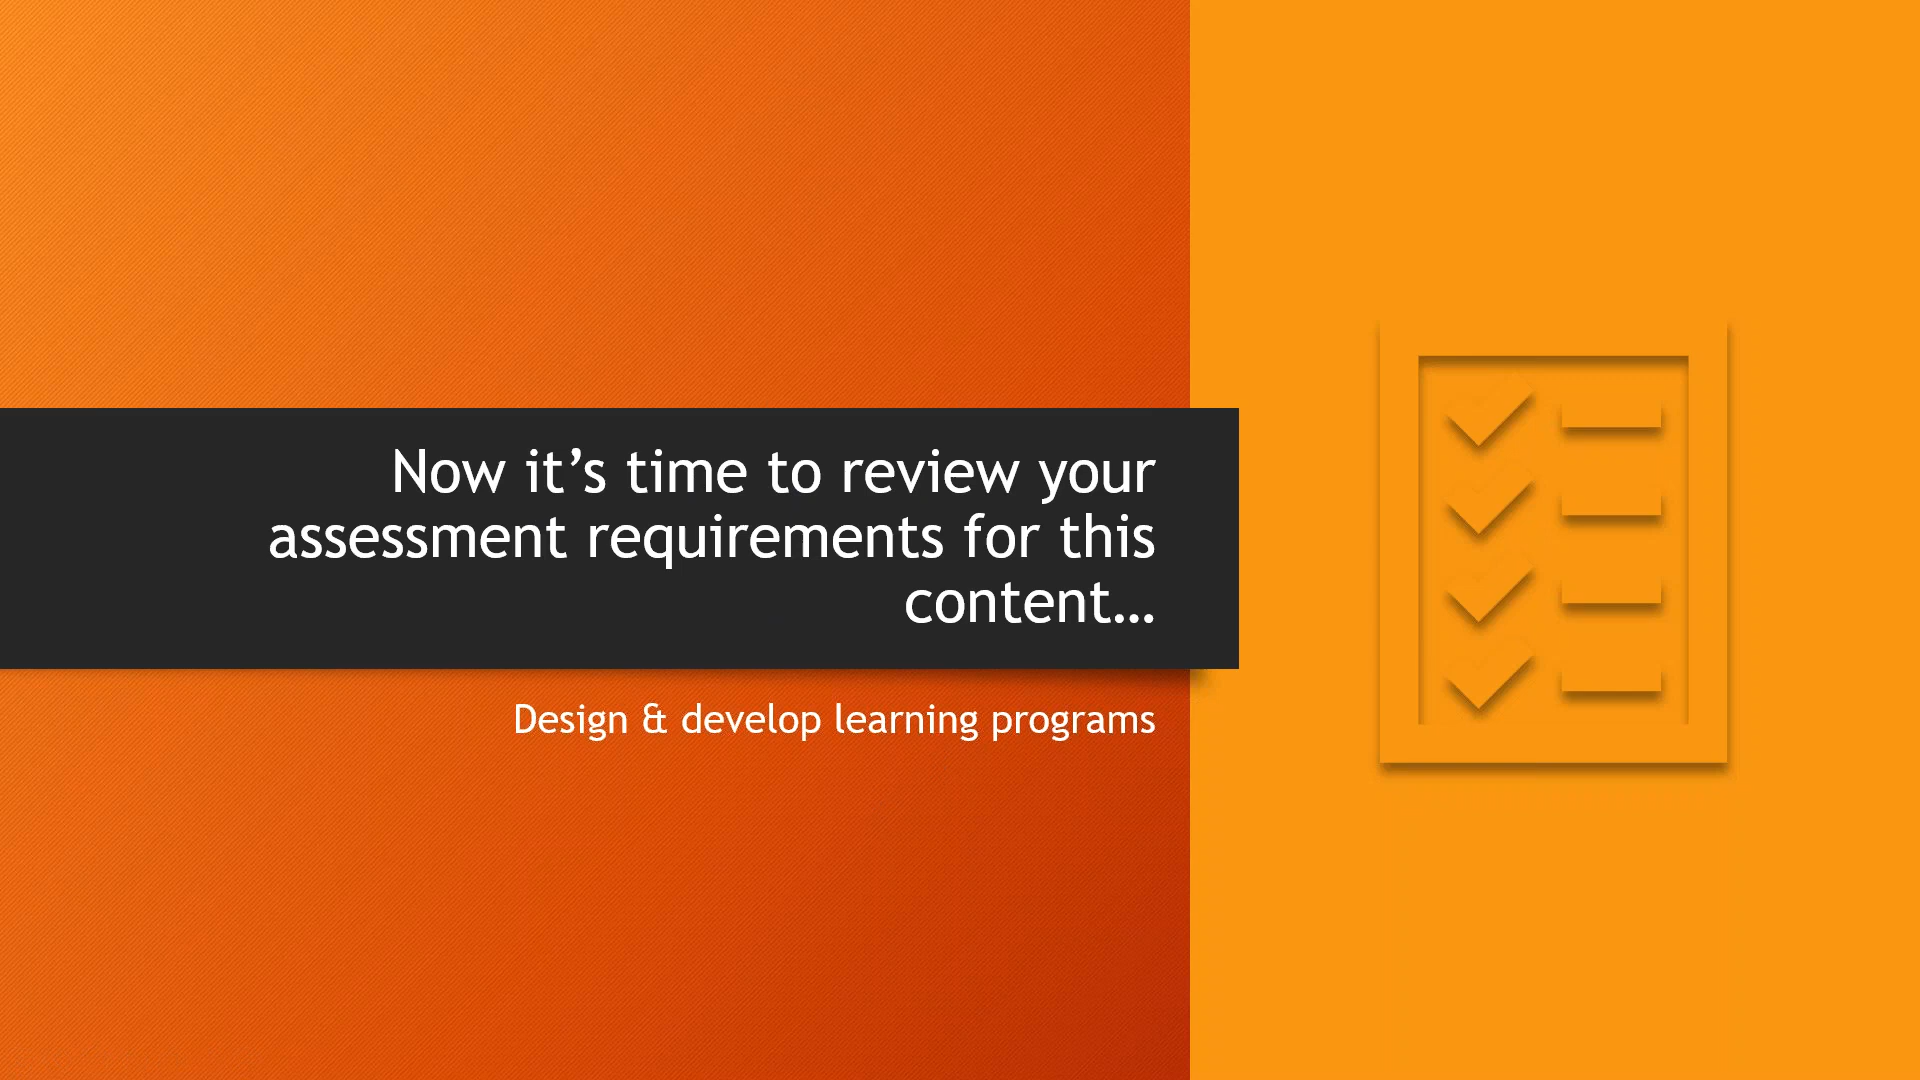 Now it’s time to review your
assessment requirements for this
content…
Design & develop learning programs